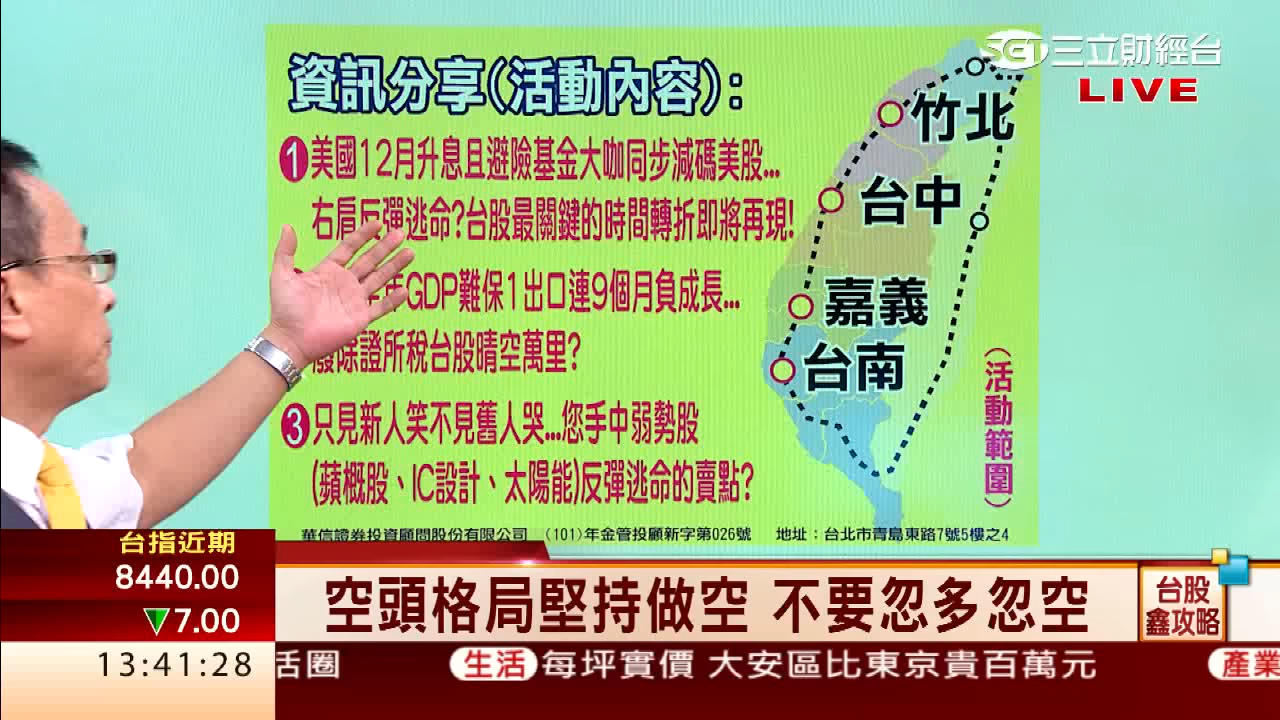 SET 三立財經台
LIVE
資訊分享(活動內容):
1 美國12月升息且避險基金大咖同步減碼美股...
右肩反彈逃命?台股最關鍵的時間轉折即將再現!
年GDP難保1出口連9個月負成長...
廢除證所稅台股晴空萬里?
3 只見新人笑不見舊人哭...您手中弱勢股
(蘋概股、IC設計、太陽能)反彈逃命的賣點?
竹北
台中
嘉義
台南
(活動範圍)
華信證券投資顧問股份有限公司 (101)年金管投顧新字第026號 地址:台北市青島東路7號5樓之4
台指近期
8440.00
▼7.00
13:41:28
空頭格局堅持做空 不要忽多忽空
台股
鑫攻略
活圈 生活 每坪實價 大安區比東京貴百萬元 產業